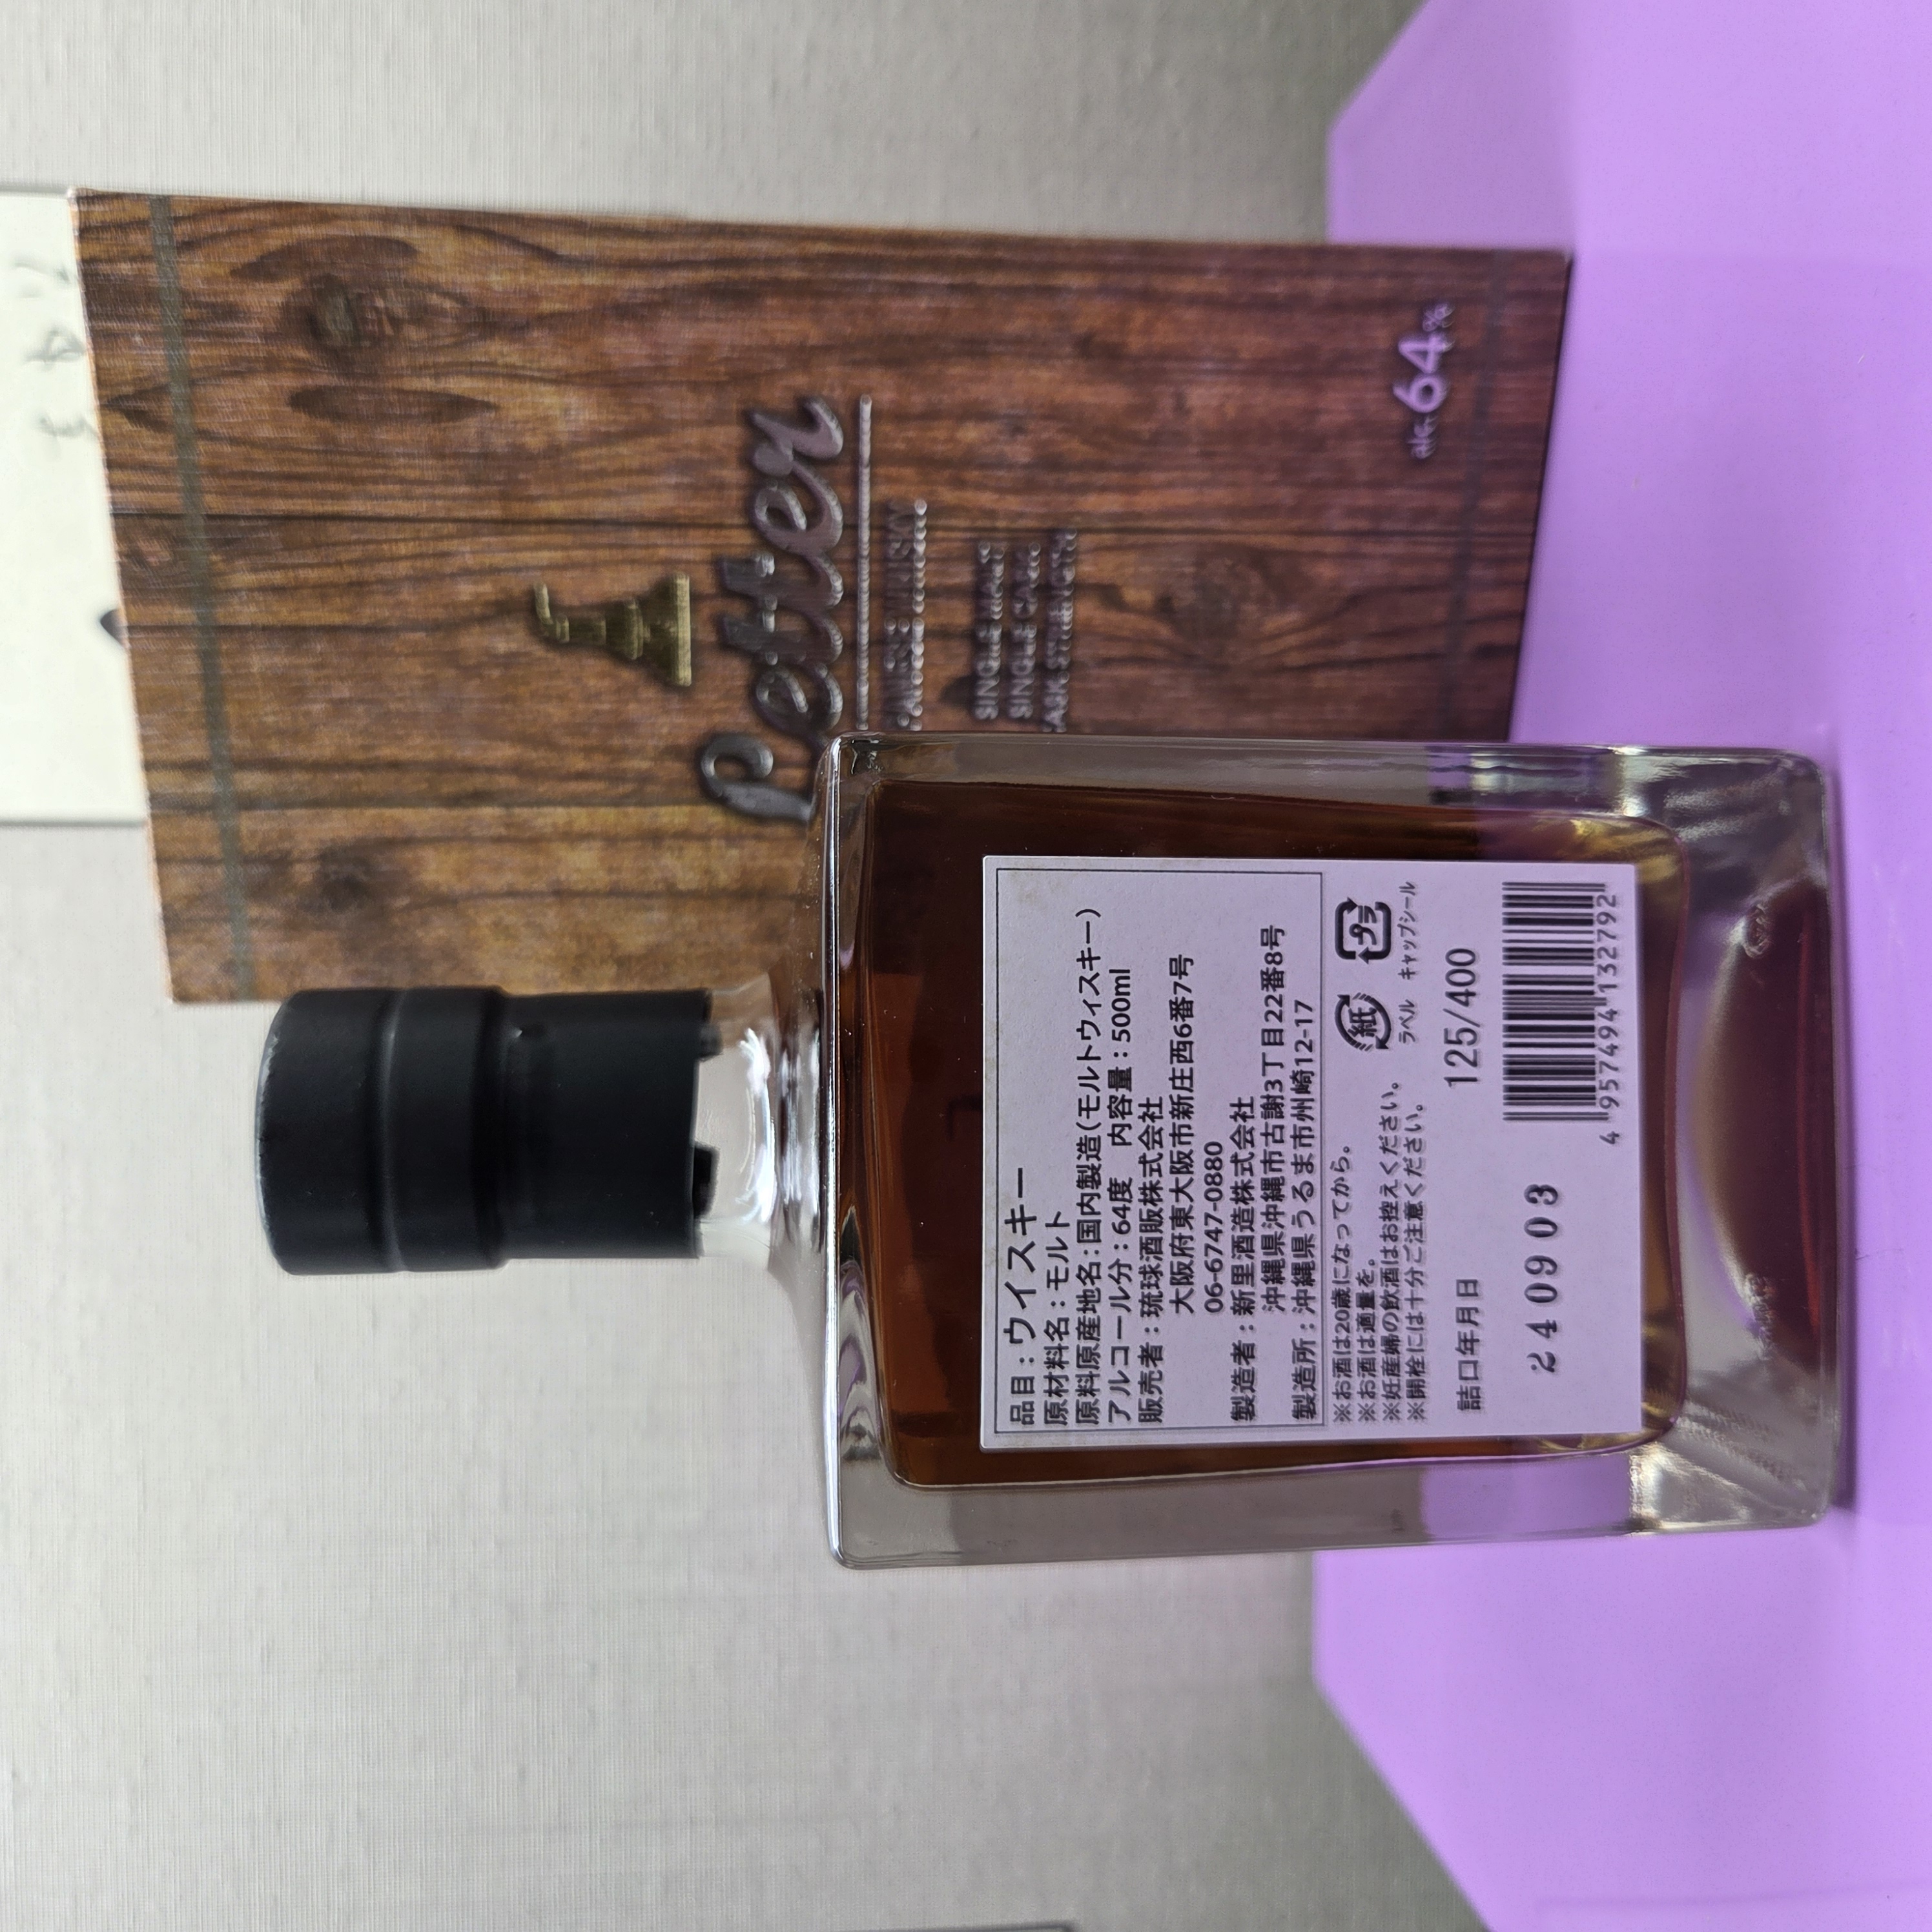 Petter
JAPANESE WHISKY
SINGLE MALT
SINGLE CASK
CASK STRENGTH
ALC. 64%
品目：ウイスキー
原材料名：モルト
原料原産地名：国内製造（モルトウィスキー）
アルコール分：64度 内容量：500ml
販売者：琉球酒販株式会社
大阪府東大阪市新庄西6番7号
06-6747-0880
製造者：新里酒造株式会社
沖縄県沖縄市古謝3丁目22番8号
製造所：沖縄県うるま市州崎12-17
※お酒は20歳になってから。
※お酒は適量を。
※妊産婦の飲酒はお控えください。
※開栓には十分ご注意ください。
紙 プラ
ラベル キャップシール
125/400
詰口年月日
240903
4 957494 132792